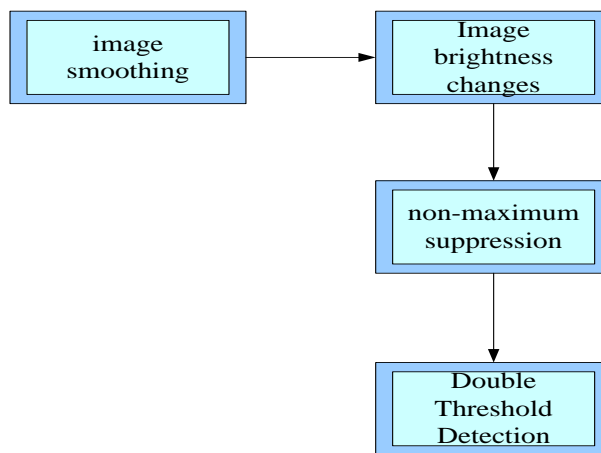 image
smoothing
Image
brightness
changes
non-maximum
suppression
Double
Threshold
Detection